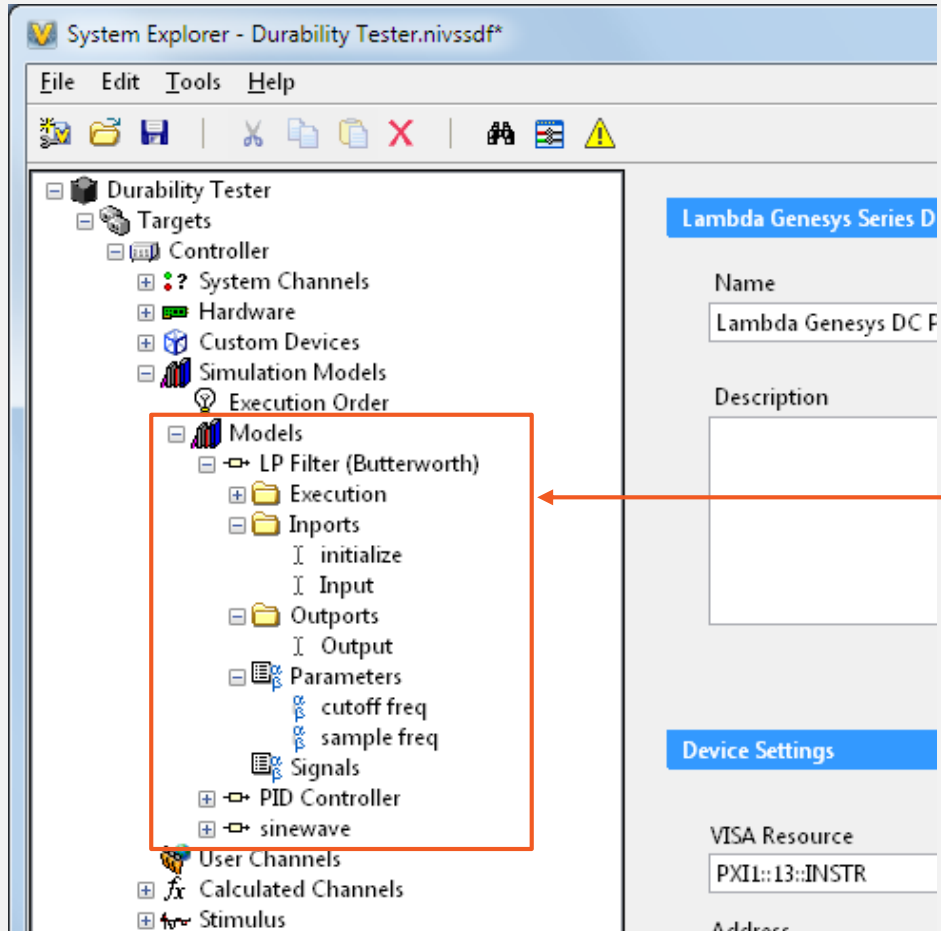 System Explorer - Durability Tester.nivssdf*
File Edit Tools Help
Durability Tester
Targets
Controller
System Channels
Hardware
Custom Devices
Simulation Models
Execution Order
Models
LP Filter (Butterworth)
Execution
Inports
initialize
Input
Outports
Output
Parameters
cutoff freq
sample freq
Signals
PID Controller
sinewave
User Channels
Calculated Channels
Stimulus
Lambda Genesys Series D
Name
Lambda Genesys DC P
Description
Device Settings
VISA Resource
PXI1::13::INSTR
Address